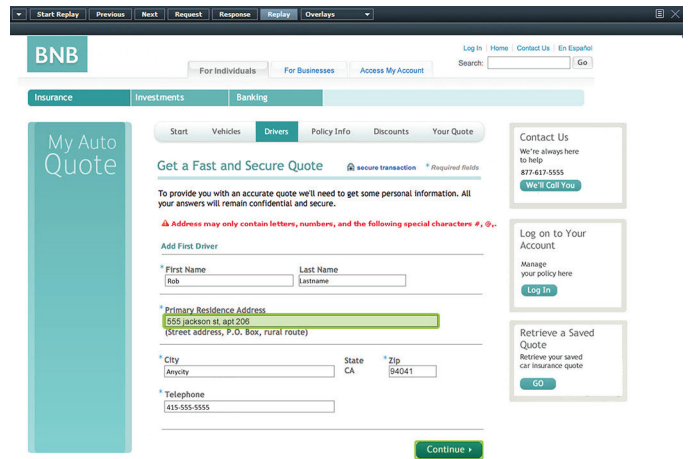 Start Replay Previous Next Request Response Replay Overlays
BNB
Log In Home Contact Us En Español
Search: Go
For Individuals For Businesses Access My Account
Insurance Investments Banking
My Auto
Quote
Start Vehicles Drivers Policy Info Discounts Your Quote
Get a Fast and Secure Quote secure transaction * Required fields
To provide you with an accurate quote we'll need to get some personal information. All
your answers will remain confidential and secure.
Address may only contain letters, numbers, and the following special characters #, @,.
Add First Driver
* First Name Last Name
Rob Lastname
* Primary Residence Address
555 jackson st, apt 206
(Street address, P.O. Box, rural route)
* City State * Zip
Anycity CA 94041
* Telephone
415-555-5555
Continue
Contact Us
We're always here
to help
877-617-5555
We'll Call You
Log on to Your
Account
Manage
your policy here
Log In
Retrieve a Saved
Quote
Retrieve your saved
car insurance quote
GO